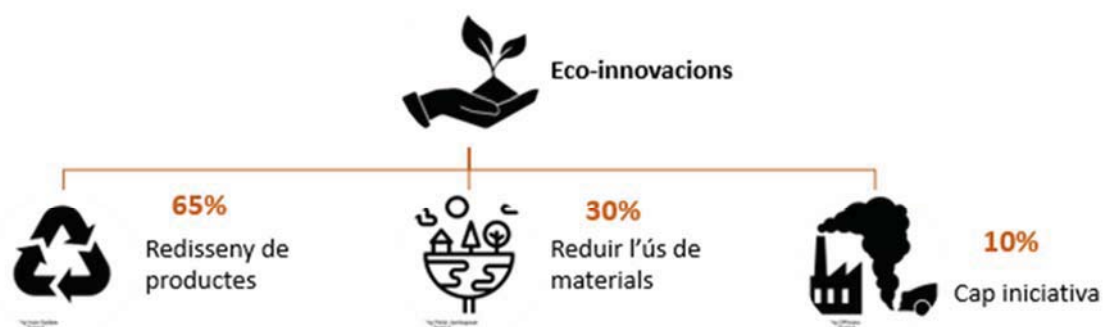 Eco-innovacions
65%
Redisseny de
productes
30%
Reduir l'ús de
materials
10%
Cap iniciativa